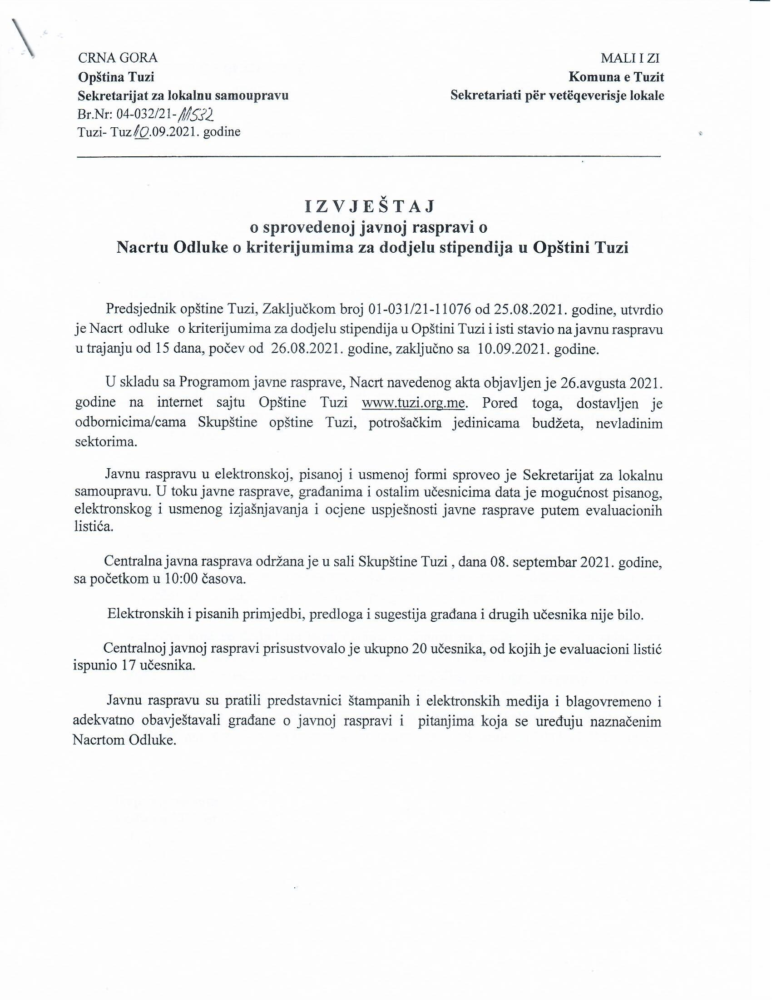 CRNA GORA
Opština Tuzi
Sekretarijat za lokalnu samoupravu
Br.Nr: 04-032/21-11532
Tuzi- Tuz 10.09.2021. godine
MALI I ZI
Komuna e Tuzit
Sekretariati për vetëqeverisje lokale
I Z V J E Š T A J
o sprovedenoj javnoj raspravi o
Nacrtu Odluke o kriterijumima za dodjelu stipendija u Opštini Tuzi
Predsjednik opštine Tuzi, Zaključkom broj 01-031/21-11076 od 25.08.2021. godine, utvrdio
je Nacrt odluke o kriterijumima za dodjelu stipendija u Opštini Tuzi i isti stavio na javnu raspravu
u trajanju od 15 dana, počev od 26.08.2021. godine, zaključno sa 10.09.2021. godine.
U skladu sa Programom javne rasprave, Nacrt navedenog akta objavljen je 26.avgusta 2021.
godine na internet sajtu Opštine Tuzi www.tuzi.org.me. Pored toga, dostavljen je
odbornicima/cama Skupštine opštine Tuzi, potrošačkim jedinicama budžeta, nevladinim
sektorima.
Javnu raspravu u elektronskoj, pisanoj i usmenoj formi sproveo je Sekretarijat za lokalnu
samoupravu. U toku javne rasprave, građanima i ostalim učesnicima data je mogućnost pisanog,
elektronskog i usmenog izjašnjavanja i ocjene uspješnosti javne rasprave putem evaluacionih
listića.
Centralna javna rasprava održana je u sali Skupštine Tuzi , dana 08. septembar 2021. godine,
sa početkom u 10:00 časova.
Elektronskih i pisanih primjedbi, predloga i sugestija građana i drugih učesnika nije bilo.
Centralnoj javnoj raspravi prisustvovalo je ukupno 20 učesnika, od kojih je evaluacioni listić
ispunio 17 učesnika.
Javnu raspravu su pratili predstavnici štampanih i elektronskih medija i blagovremeno i
adekvatno obavještavali građane o javnoj raspravi i pitanjima koja se uređuju naznačenim
Nacrtom Odluke.